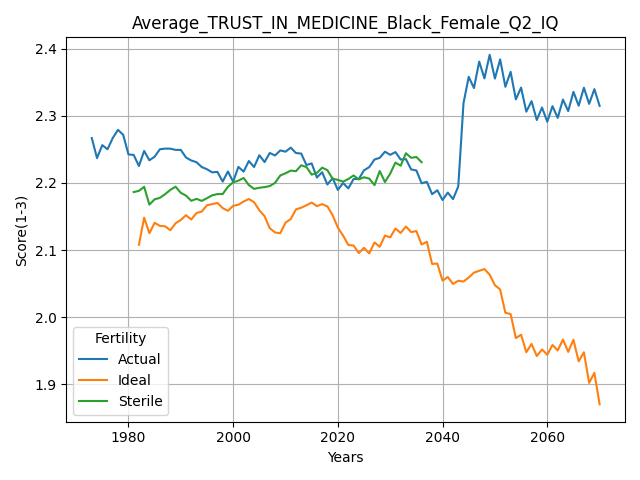 Average_TRUST_IN_MEDICINE_Black_Female_Q2_IQ
Score(1-3)
2.4
2.3
2.2
2.1
2.0
1.9
Fertility
Actual
Ideal
Sterile
1980
2000
2020
2040
2060
Years